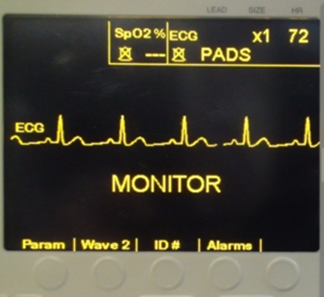 LEAD SIZE HR
SpO2 % ECG x1 72
--- PADS
ECG
MONITOR
Param | Wave 2 | ID # | Alarms |